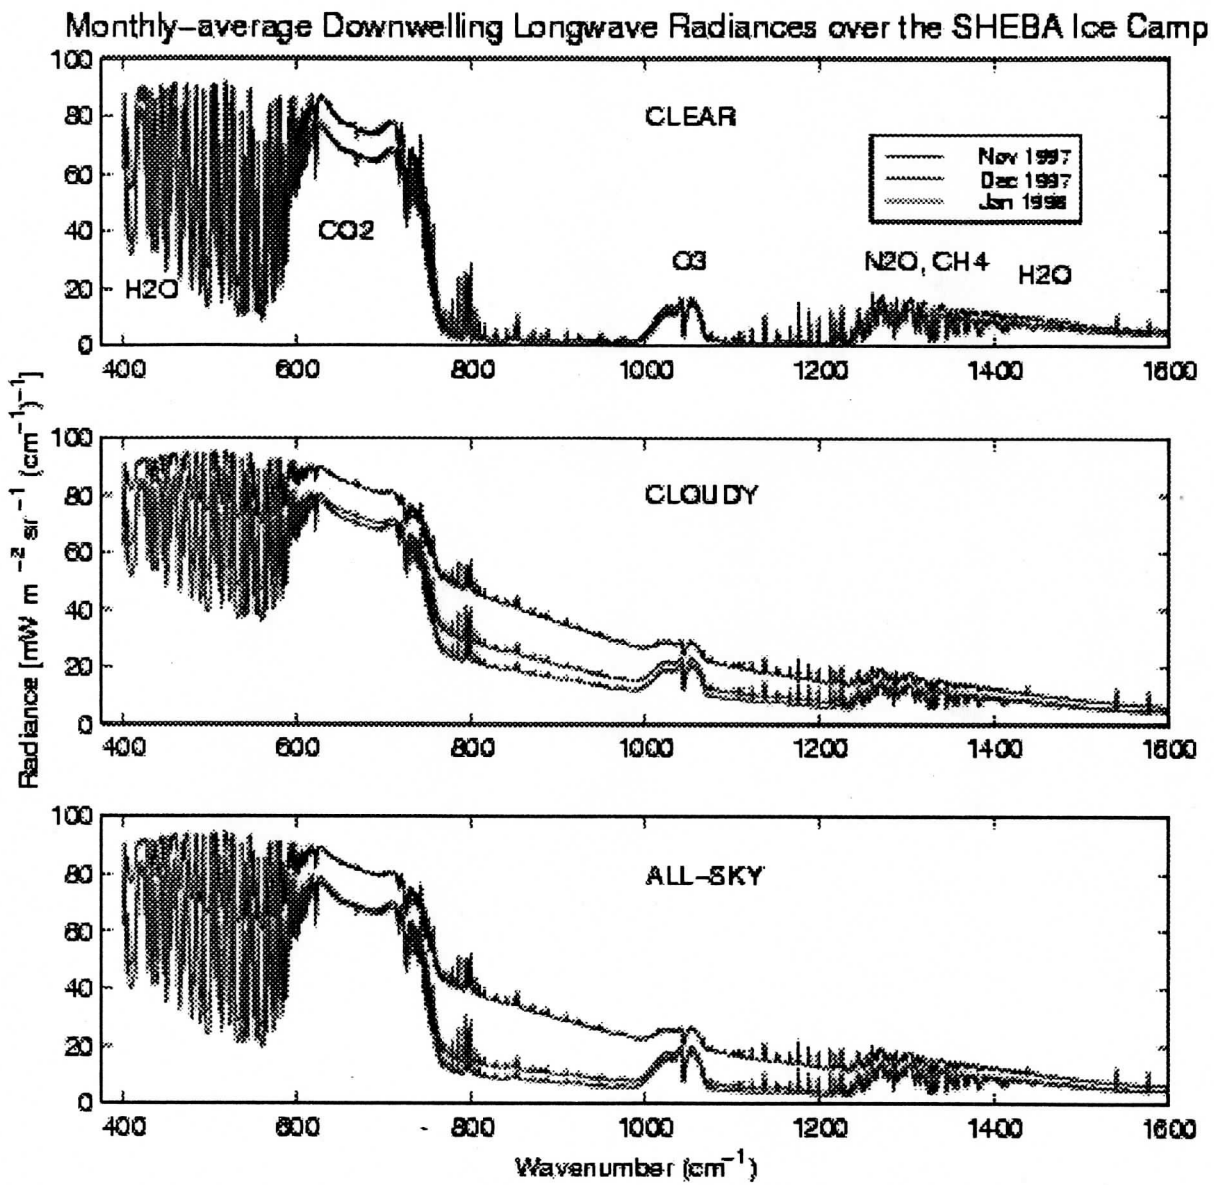 Monthly-average Downwelling Longwave Radiances over the SHEBA Ice Camp
100
80
60
40
20
0
CLEAR
Nov 1997
Dec 1997
Jan 1998
CO2
H2O
O3
N2O, CH4
H2O
400 600 800 1000 1200 1400 1600
Radiance [mW m⁻² sr⁻¹ (cm⁻¹)⁻¹]
100
80
60
40
20
0
CLOUDY
400 600 800 1000 1200 1400 1600
100
80
60
40
20
0
ALL-SKY
400 600 800 1000 1200 1400 1600
Wavenumber (cm⁻¹)